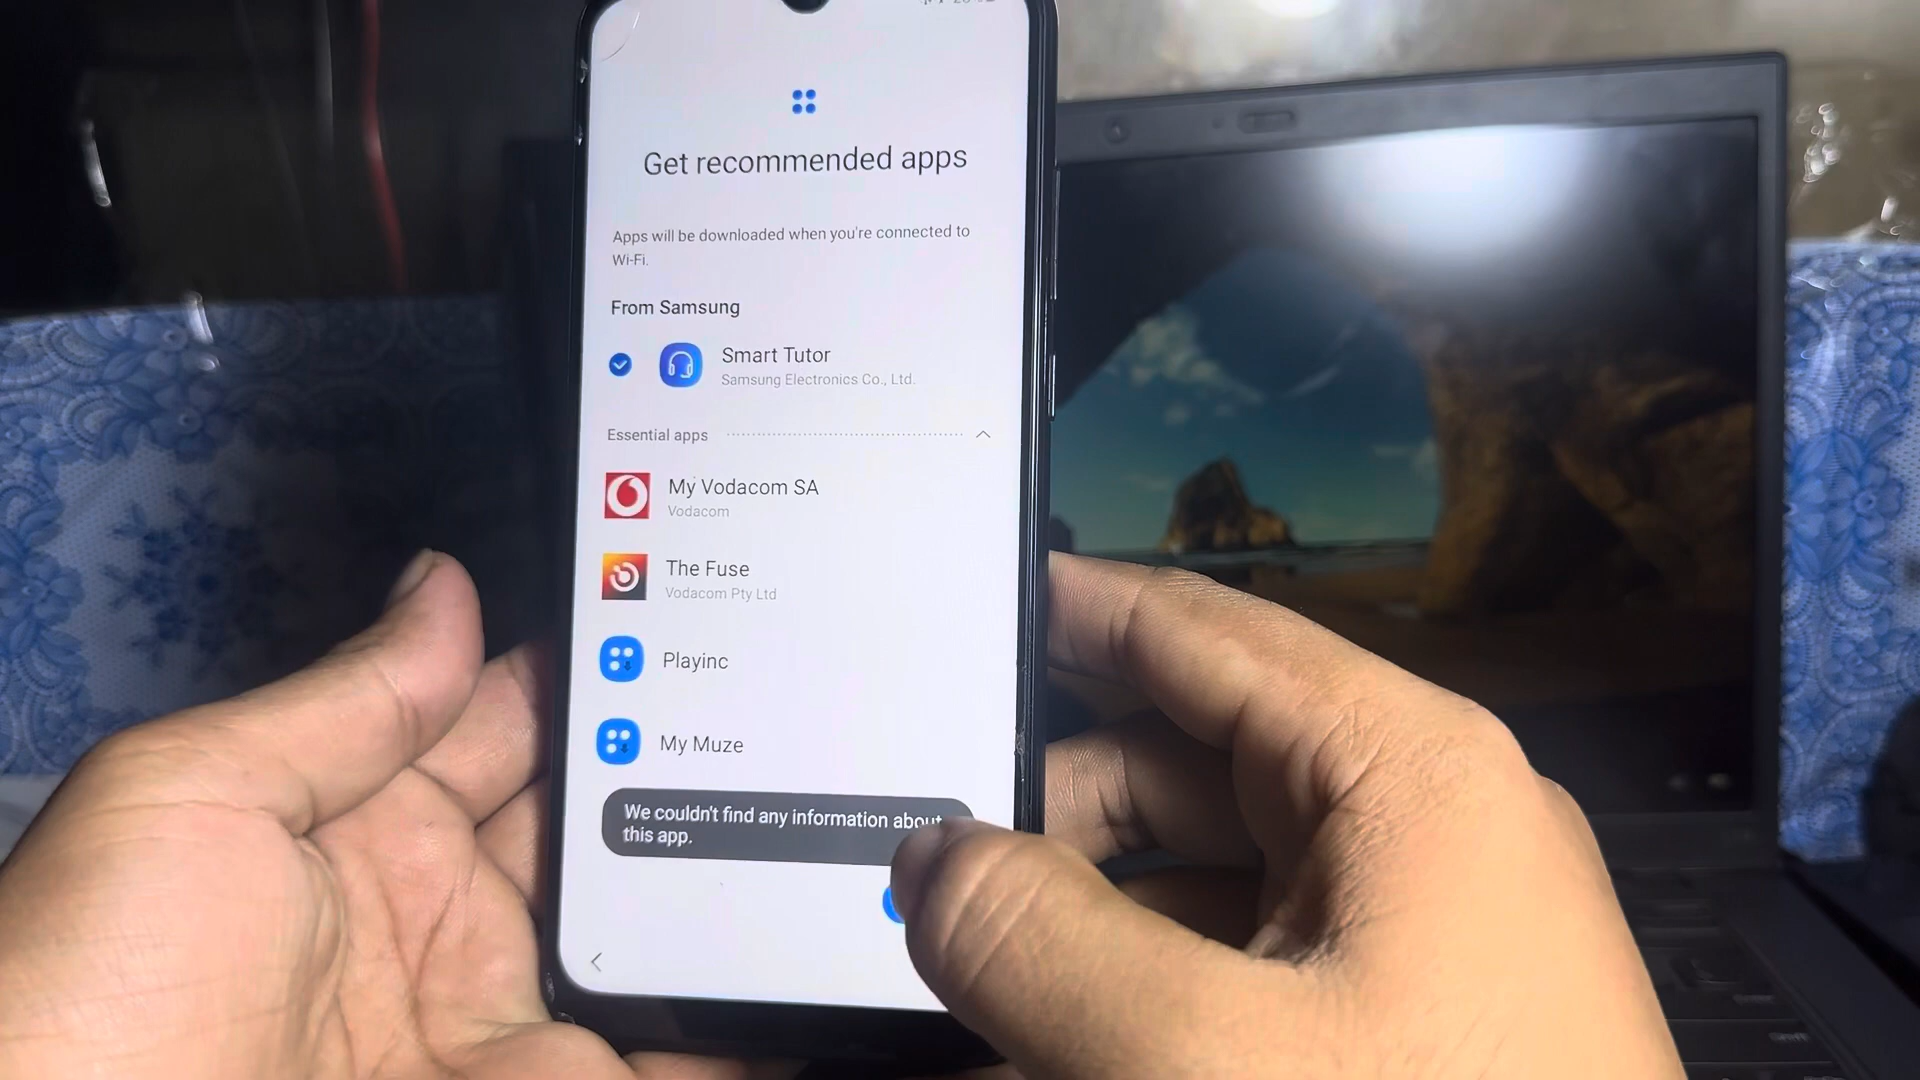 Get recommended apps
Apps will be downloaded when you're connected to
Wi-Fi.
From Samsung
Smart Tutor
Samsung Electronics Co., Ltd.
Essential apps
My Vodacom SA
Vodacom
The Fuse
Vodacom Pty Ltd
Playinc
My Muze
We couldn't find any information about
this app.